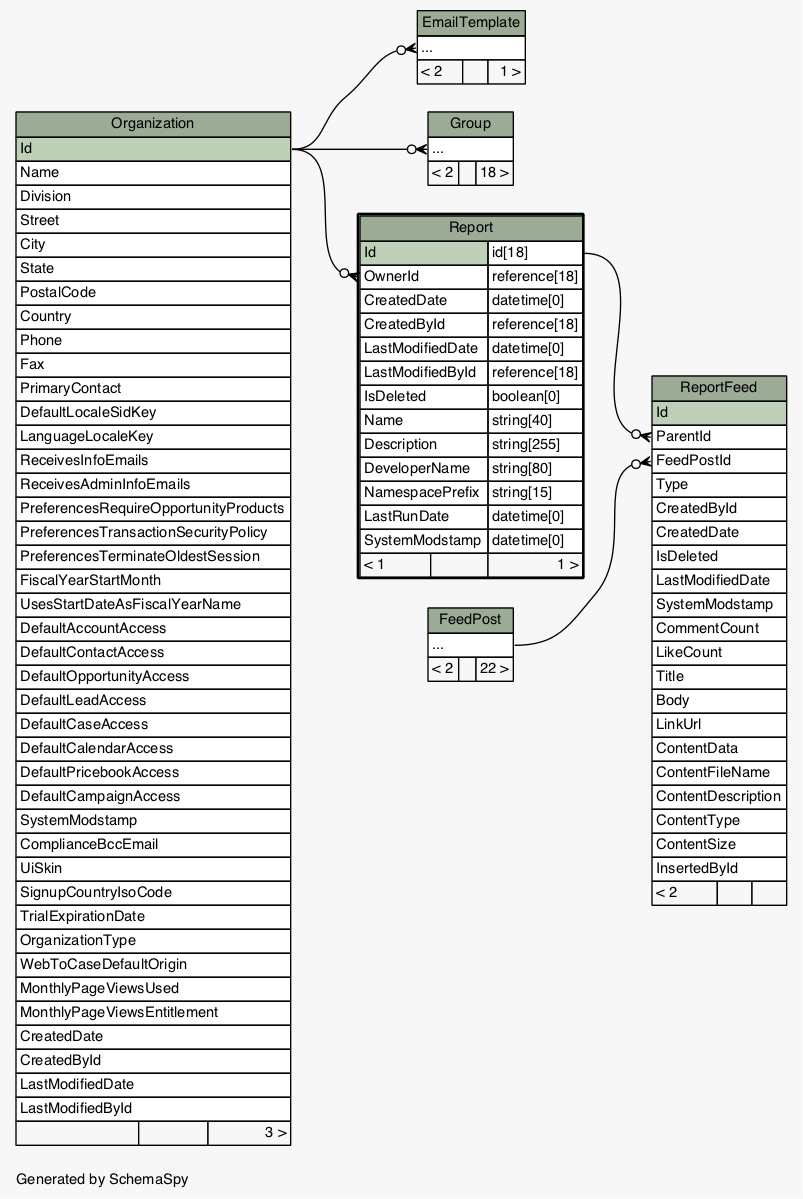 EmailTemplate
...
< 2 1 >
Organization
Id
Name
Division
Street
City
State
PostalCode
Country
Phone
Fax
PrimaryContact
DefaultLocaleSidKey
LanguageLocaleKey
ReceivesInfoEmails
ReceivesAdminInfoEmails
PreferencesRequireOpportunityProducts
PreferencesTransactionSecurityPolicy
PreferencesTerminateOldestSession
FiscalYearStartMonth
UsesStartDateAsFiscalYearName
DefaultAccountAccess
DefaultContactAccess
DefaultOpportunityAccess
DefaultLeadAccess
DefaultCaseAccess
DefaultCalendarAccess
DefaultPricebookAccess
DefaultCampaignAccess
SystemModstamp
ComplianceBccEmail
UiSkin
SignupCountryIsoCode
TrialExpirationDate
OrganizationType
WebToCaseDefaultOrigin
MonthlyPageViewsUsed
MonthlyPageViewsEntitlement
CreatedDate
CreatedById
LastModifiedDate
LastModifiedById
3 >
Group
...
< 2 18 >
Report
Id id[18]
OwnerId reference[18]
CreatedDate datetime[0]
CreatedById reference[18]
LastModifiedDate datetime[0]
LastModifiedById reference[18]
IsDeleted boolean[0]
Name string[40]
Description string[255]
DeveloperName string[80]
NamespacePrefix string[15]
LastRunDate datetime[0]
SystemModstamp datetime[0]
< 1 1 >
FeedPost
...
< 2 22 >
ReportFeed
Id
ParentId
FeedPostId
Type
CreatedById
CreatedDate
IsDeleted
LastModifiedDate
SystemModstamp
CommentCount
LikeCount
Title
Body
LinkUrl
ContentData
ContentFileName
ContentDescription
ContentType
ContentSize
InsertedById
< 2
Generated by SchemaSpy